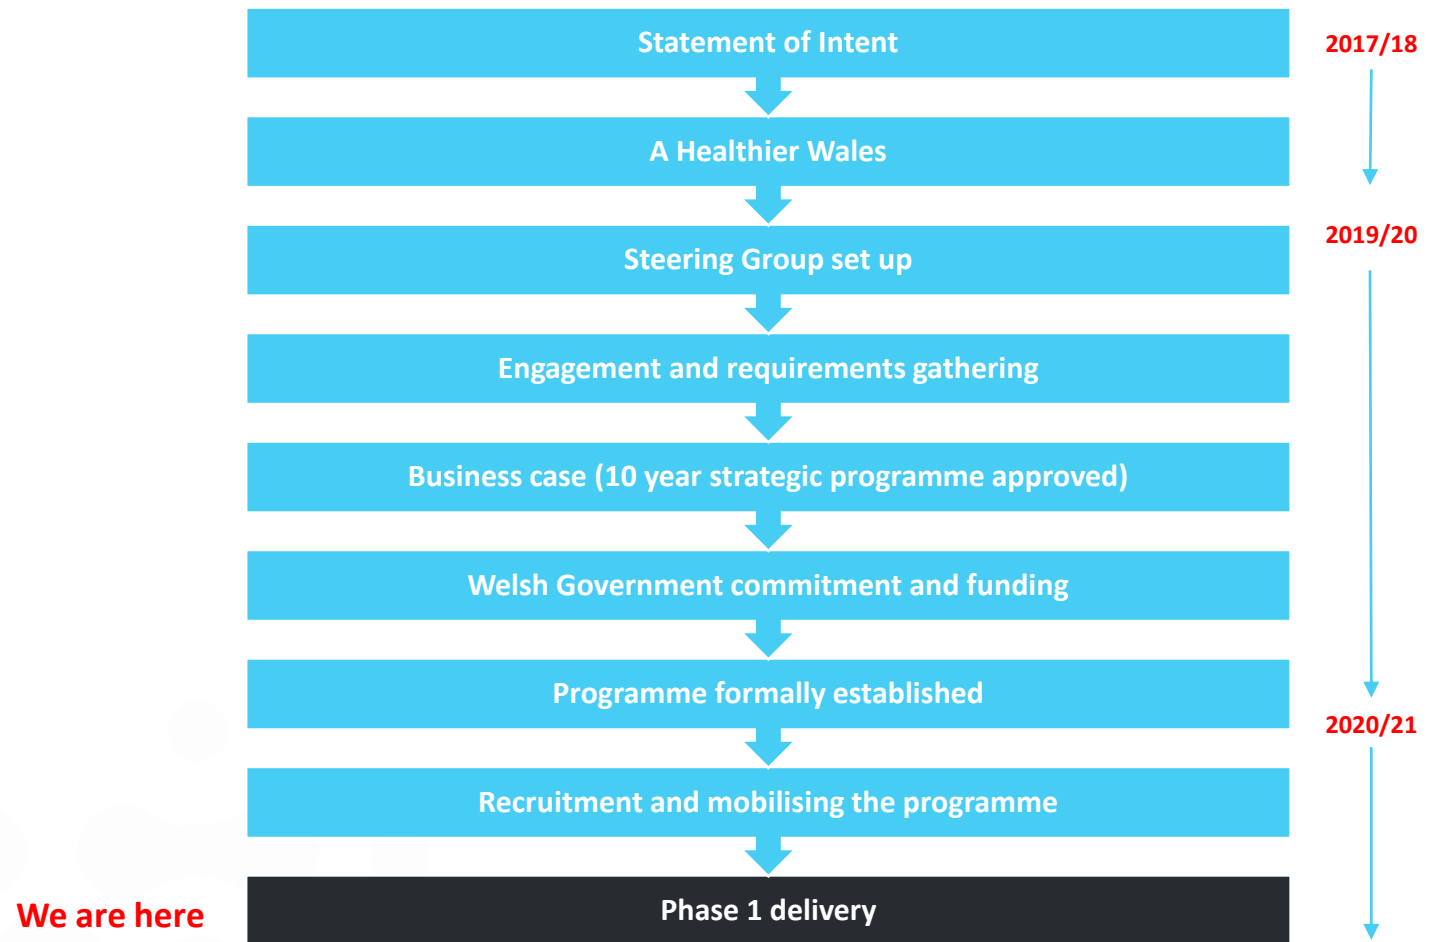 Statement of Intent
2017/18
A Healthier Wales
Steering Group set up
2019/20
Engagement and requirements gathering
Business case (10 year strategic programme approved)
Welsh Government commitment and funding
Programme formally established
2020/21
Recruitment and mobilising the programme
We are here
Phase 1 delivery